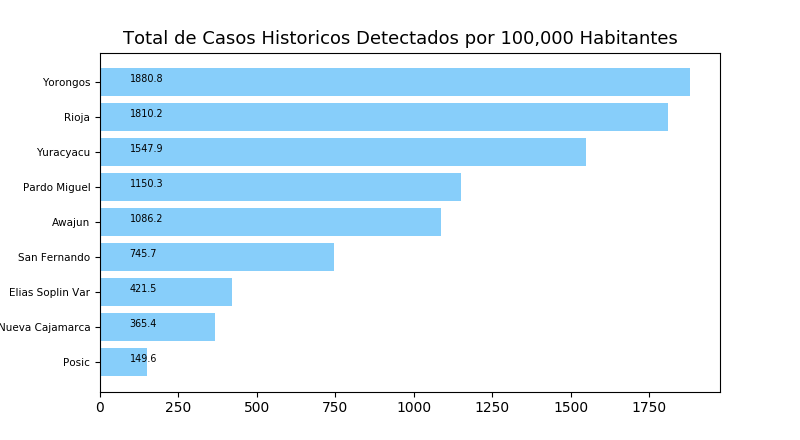 Total de Casos Historicos Detectados por 100,000 Habitantes
Yorongos 1880.8
Rioja 1810.2
Yuracyacu 1547.9
Pardo Miguel 1150.3
Awajun 1086.2
San Fernando 745.7
Elias Soplin Var 421.5
Nueva Cajamarca 365.4
Posic 149.6
0 250 500 750 1000 1250 1500 1750